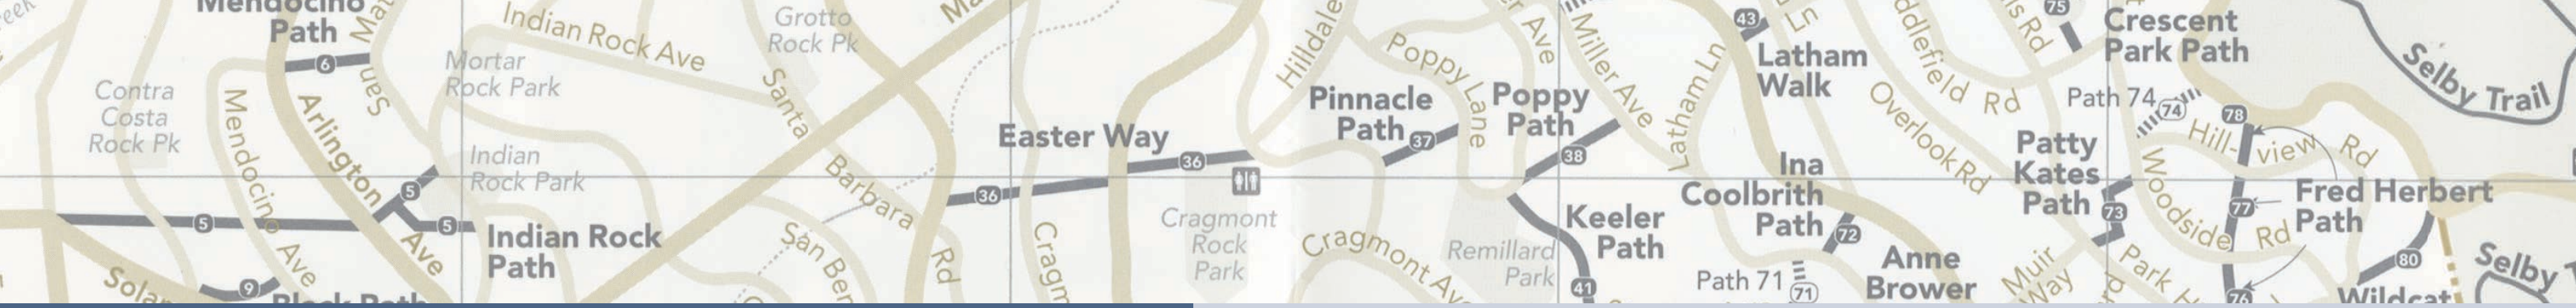 Mendocino
Path
6
Indian Rock Ave
Mortar
Rock Park
Grotto
Rock Pk
Contra
Costa
Rock Pk
Mendocino Ave
Arlington Ave
San
Indian
Rock Park
5
5
5
Indian Rock
Path
9
Santa Barbara Rd
Easter Way
36
36
Cragmont
Rock
Park
Hilldale
Poppy Lane
Pinnacle
Path
37
Poppy
Path
38
Miller Ave
Ave
Latham Ln
43
Ln
Latham
Walk
Cragmont
Remillard
Park
Keeler
Path
41
Ina
Coolbrith
Path
72
Path 71
71
Anne
Brower
Overlook Rd
Rd
75
Crescent
Park Path
Path 74
74
Patty
Kates
Path
73
Muir
Way
Woodside Rd
Hill-
view Rd
78
77
76
Fred Herbert
Path
80
Wildcat
Selby Trail
Selby
Park